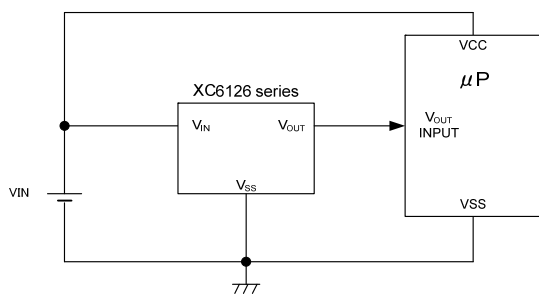 VCC
μP
XC6126 series
VIN
VOUT
VOUT
INPUT
VIN
VSS
VSS